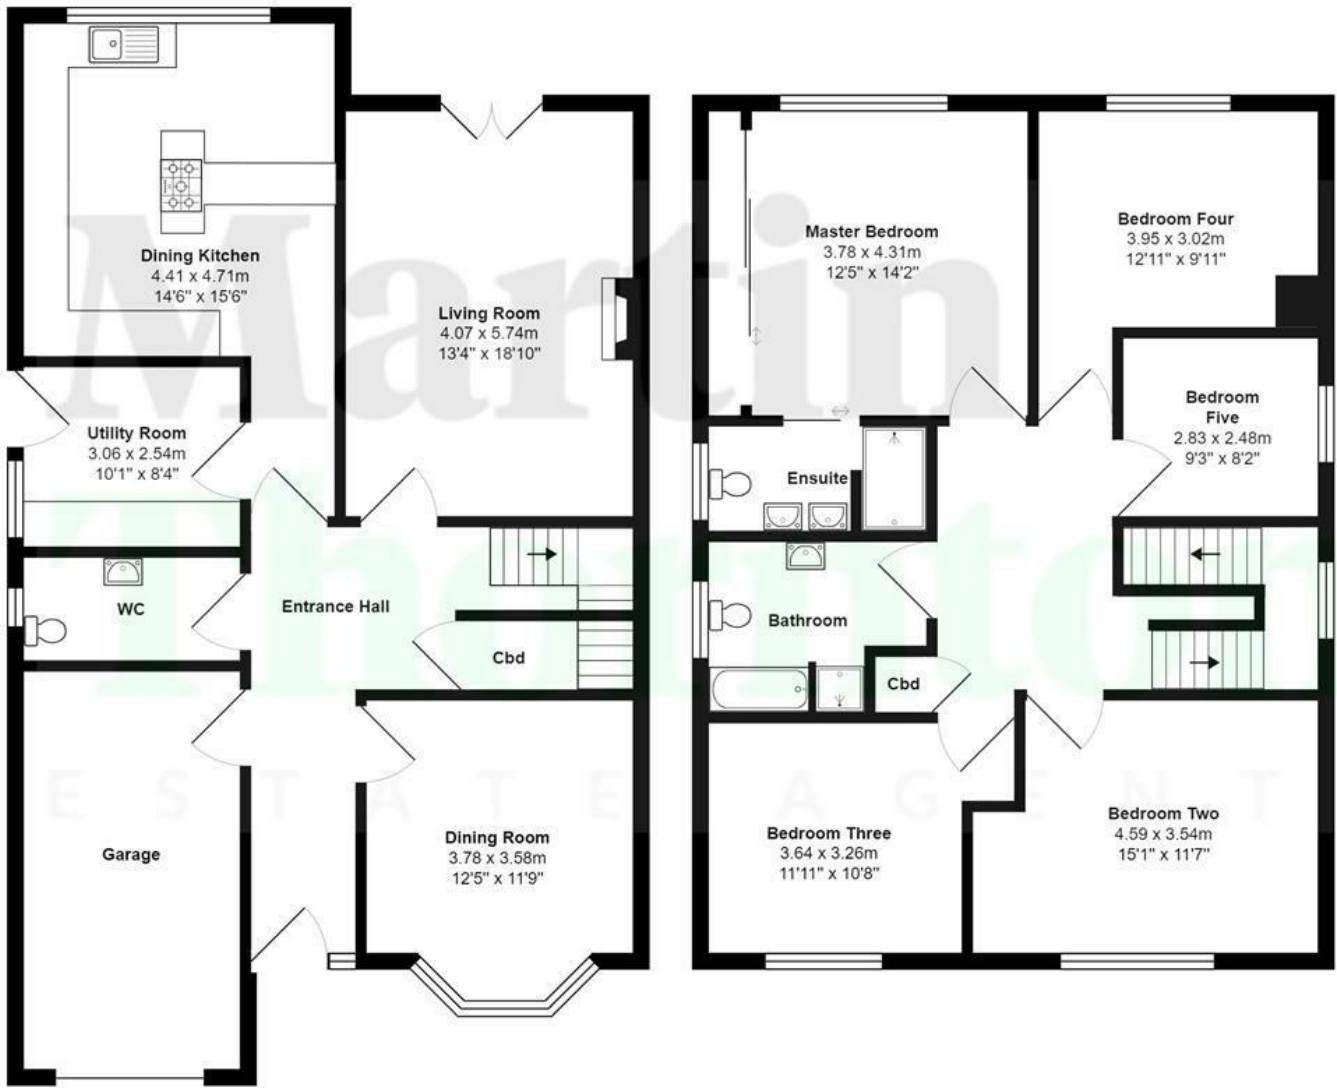 Dining Kitchen
4.41 x 4.71m
14'6" x 15'6"
Living Room
4.07 x 5.74m
13'4" x 18'10"
Utility Room
3.06 x 2.54m
10'1" x 8'4"
WC
Entrance Hall
Cbd
Garage
Dining Room
3.78 x 3.58m
12'5" x 11'9"
Master Bedroom
3.78 x 4.31m
12'5" x 14'2"
Bedroom Four
3.95 x 3.02m
12'11" x 9'11"
Bedroom
Five
2.83 x 2.48m
9'3" x 8'2"
Ensuite
Bathroom
Cbd
Bedroom Three
3.64 x 3.26m
11'11" x 10'8"
Bedroom Two
4.59 x 3.54m
15'1" x 11'7"
Martin
Thornton
ESTATE AGENT